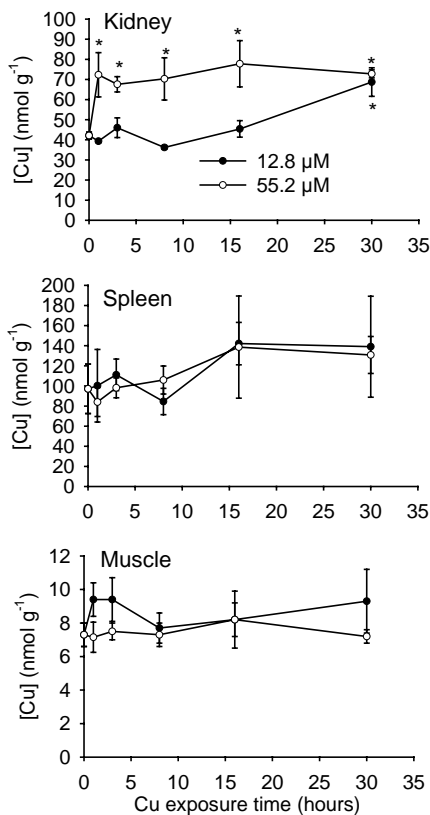 Kidney
[Cu] (nmol g-1)
100
90
80
70
60
50
40
30
20
10
0
* * * * *
*
12.8 µM
55.2 µM
0 5 10 15 20 25 30 35
Spleen
[Cu] (nmol g-1)
200
180
160
140
120
100
80
60
40
20
0
0 5 10 15 20 25 30 35
Muscle
[Cu] (nmol g-1)
12
10
8
6
4
2
0
0 5 10 15 20 25 30 35
Cu exposure time (hours)